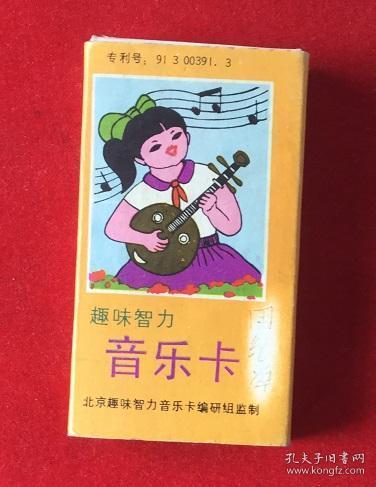 专利号: 91 3 00391. 3
趣味智力
音乐卡
北京趣味智力音乐卡编研组监制
孔夫子旧书网
www.kongfz.com